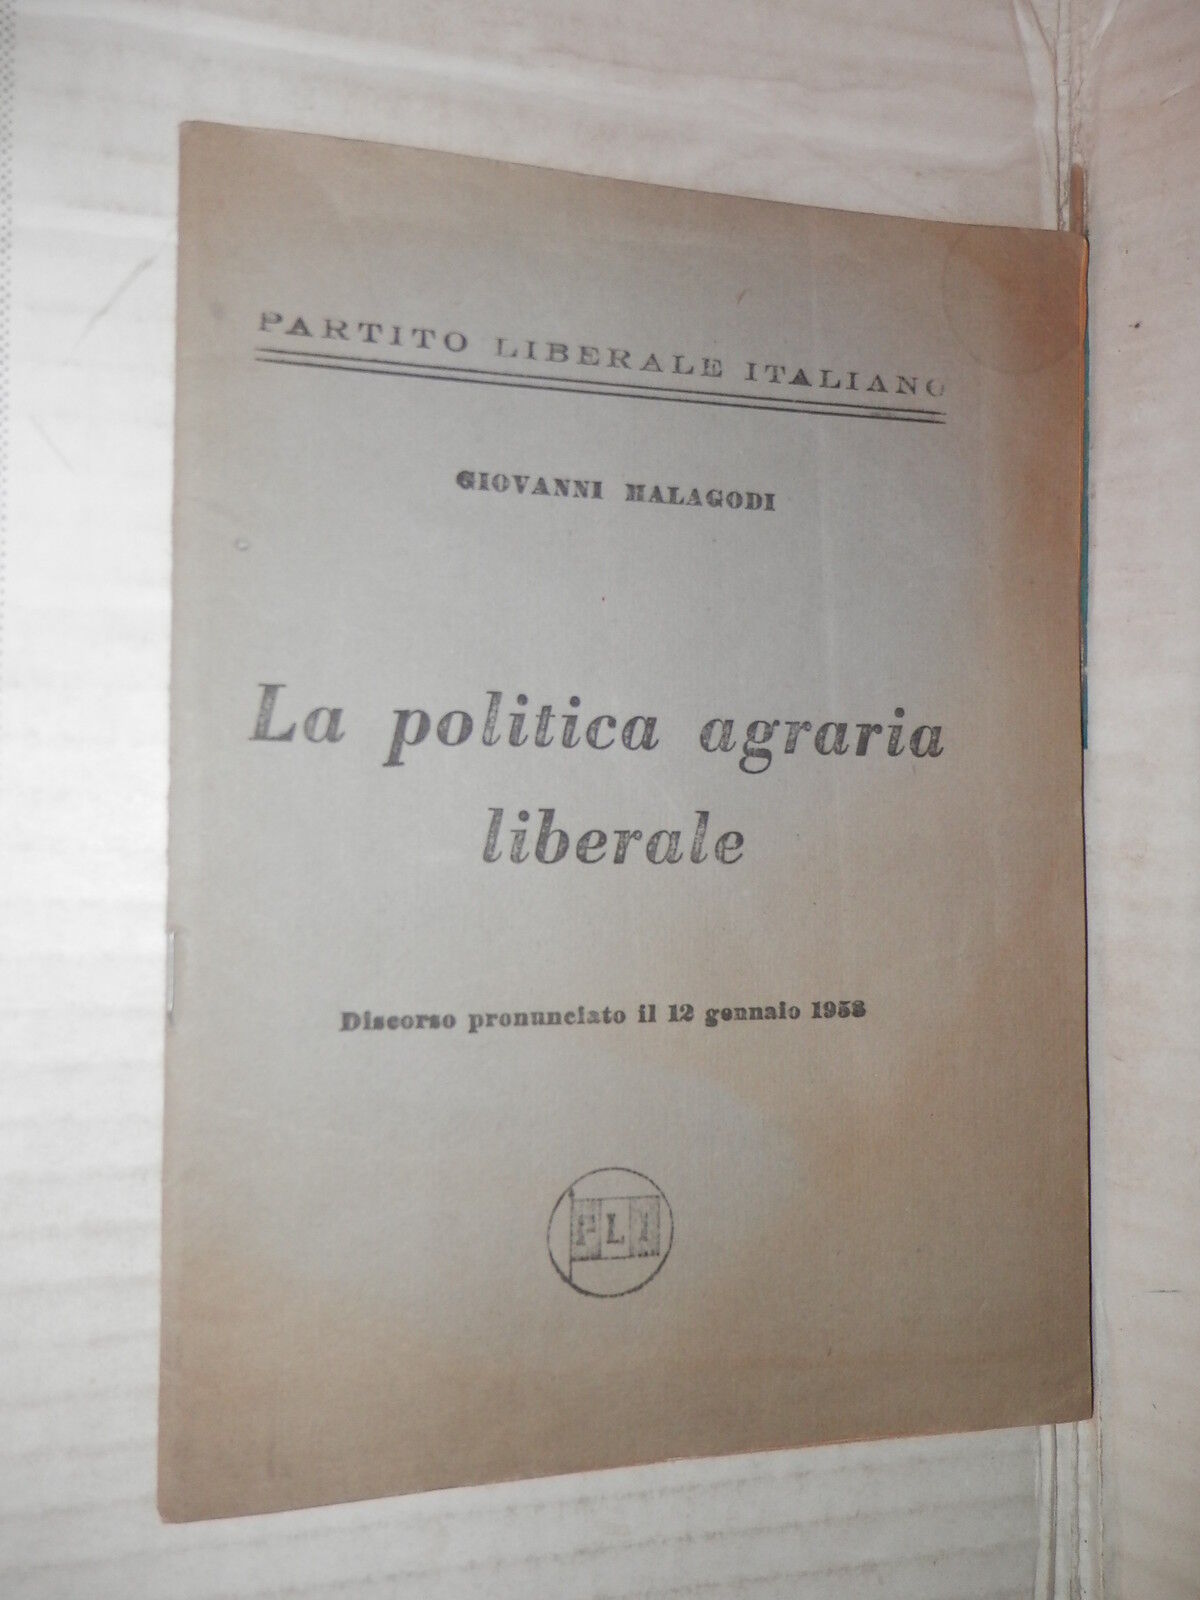 PARTITO LIBERALE ITALIANO
GIOVANNI MALAGODI
La politica agraria
liberale
Discorso pronunciato il 12 gennaio 1958
PLI